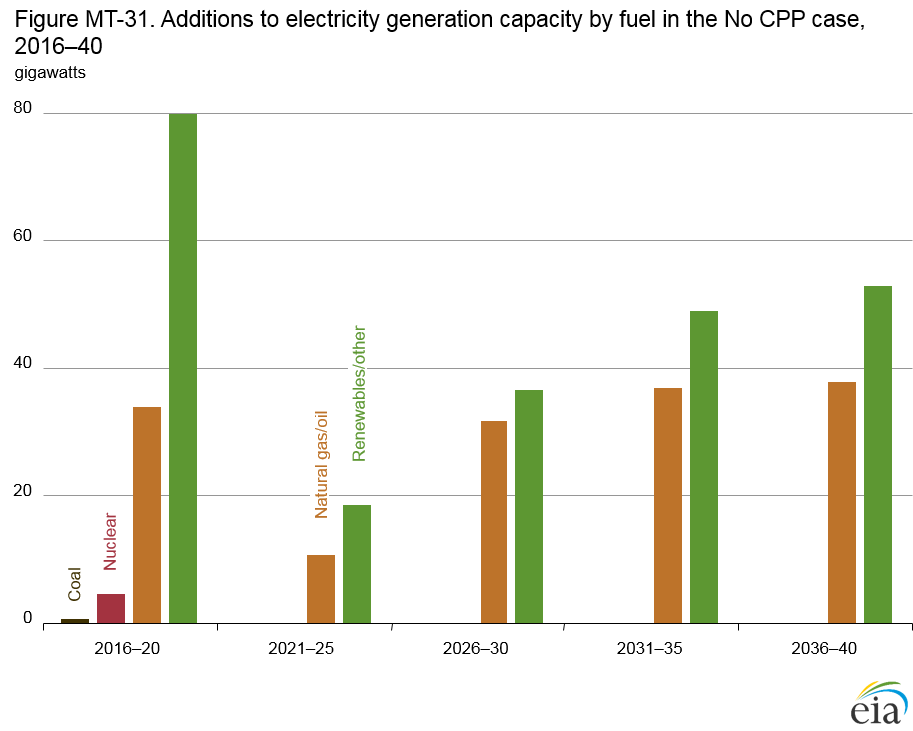 Figure MT-31. Additions to electricity generation capacity by fuel in the No CPP case,
2016–40
gigawatts
80
60
40
20
0
Coal
Nuclear
Natural gas/oil
Renewables/other
2016–20
2021–25
2026–30
2031–35
2036–40
eia